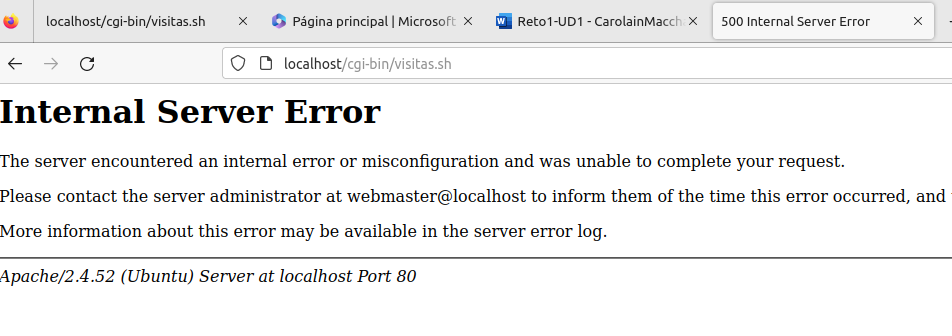 localhost/cgi-bin/visitas.sh
Página principal | Microsoft
Reto1-UD1 - CarolainMaccha
500 Internal Server Error
localhost/cgi-bin/visitas.sh
Internal Server Error
The server encountered an internal error or misconfiguration and was unable to complete your request.
Please contact the server administrator at webmaster@localhost to inform them of the time this error occurred, and
More information about this error may be available in the server error log.
Apache/2.4.52 (Ubuntu) Server at localhost Port 80